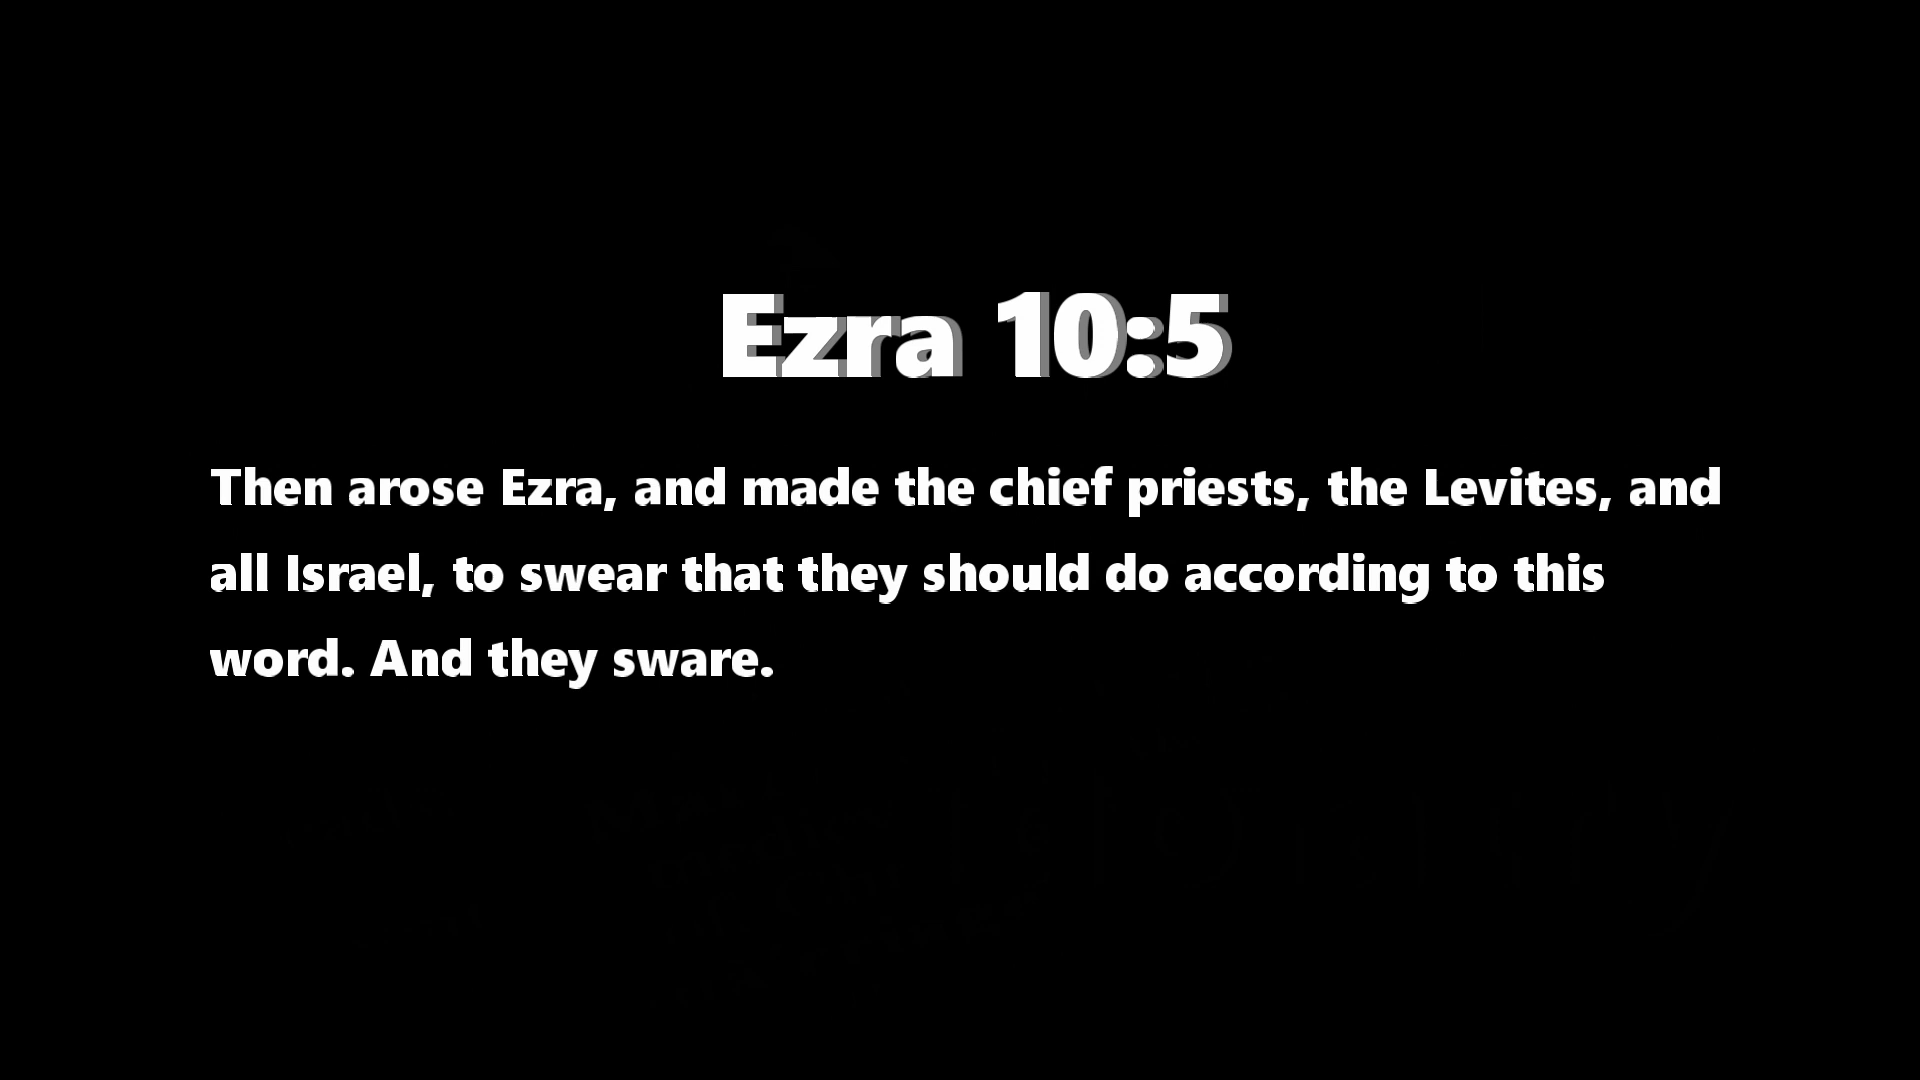 Ezra 10:5
Then arose Ezra, and made the chief priests, the Levites, and
all Israel, to swear that they should do according to this
word. And they sware.